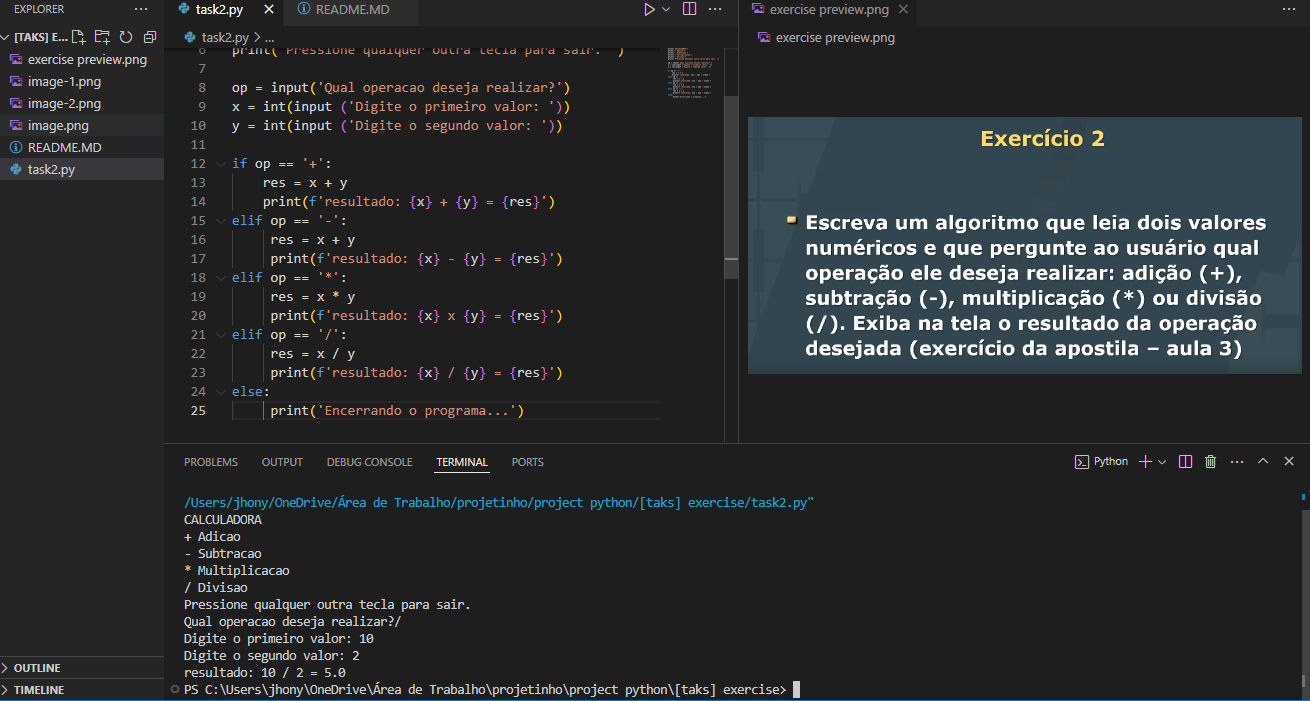 EXPLORER
···
[TAKS] E...
exercise preview.png
image-1.png
image-2.png
image.png
README.MD
task2.py
OUTLINE
TIMELINE
task2.py
README.MD
···
task2.py > ...
6 print( Pressione qualquer outra tecla para sair. )
7
8 op = input('Qual operacao deseja realizar?')
9 x = int(input ('Digite o primeiro valor: '))
10 y = int(input ('Digite o segundo valor: '))
11
12 if op == '+':
13 res = x + y
14 print(f'resultado: {x} + {y} = {res}')
15 elif op == '-':
16 res = x + y
17 print(f'resultado: {x} - {y} = {res}')
18 elif op == '*':
19 res = x * y
20 print(f'resultado: {x} x {y} = {res}')
21 elif op == '/':
22 res = x / y
23 print(f'resultado: {x} / {y} = {res}')
24 else:
25 print('Encerrando o programa...')
exercise preview.png
···
exercise preview.png
Exercício 2
Escreva um algoritmo que leia dois valores
numéricos e que pergunte ao usuário qual
operação ele deseja realizar: adição (+),
subtração (-), multiplicação (*) ou divisão
(/). Exiba na tela o resultado da operação
desejada (exercício da apostila – aula 3)
PROBLEMS OUTPUT DEBUG CONSOLE TERMINAL PORTS
Python
···
/Users/jhony/OneDrive/Área de Trabalho/projetinho/project python/[taks] exercise/task2.py"
CALCULADORA
+ Adicao
- Subtracao
* Multiplicacao
/ Divisao
Pressione qualquer outra tecla para sair.
Qual operacao deseja realizar?/
Digite o primeiro valor: 10
Digite o segundo valor: 2
resultado: 10 / 2 = 5.0
PS C:\Users\jhony\OneDrive\Área de Trabalho\projetinho\project python\[taks] exercise>